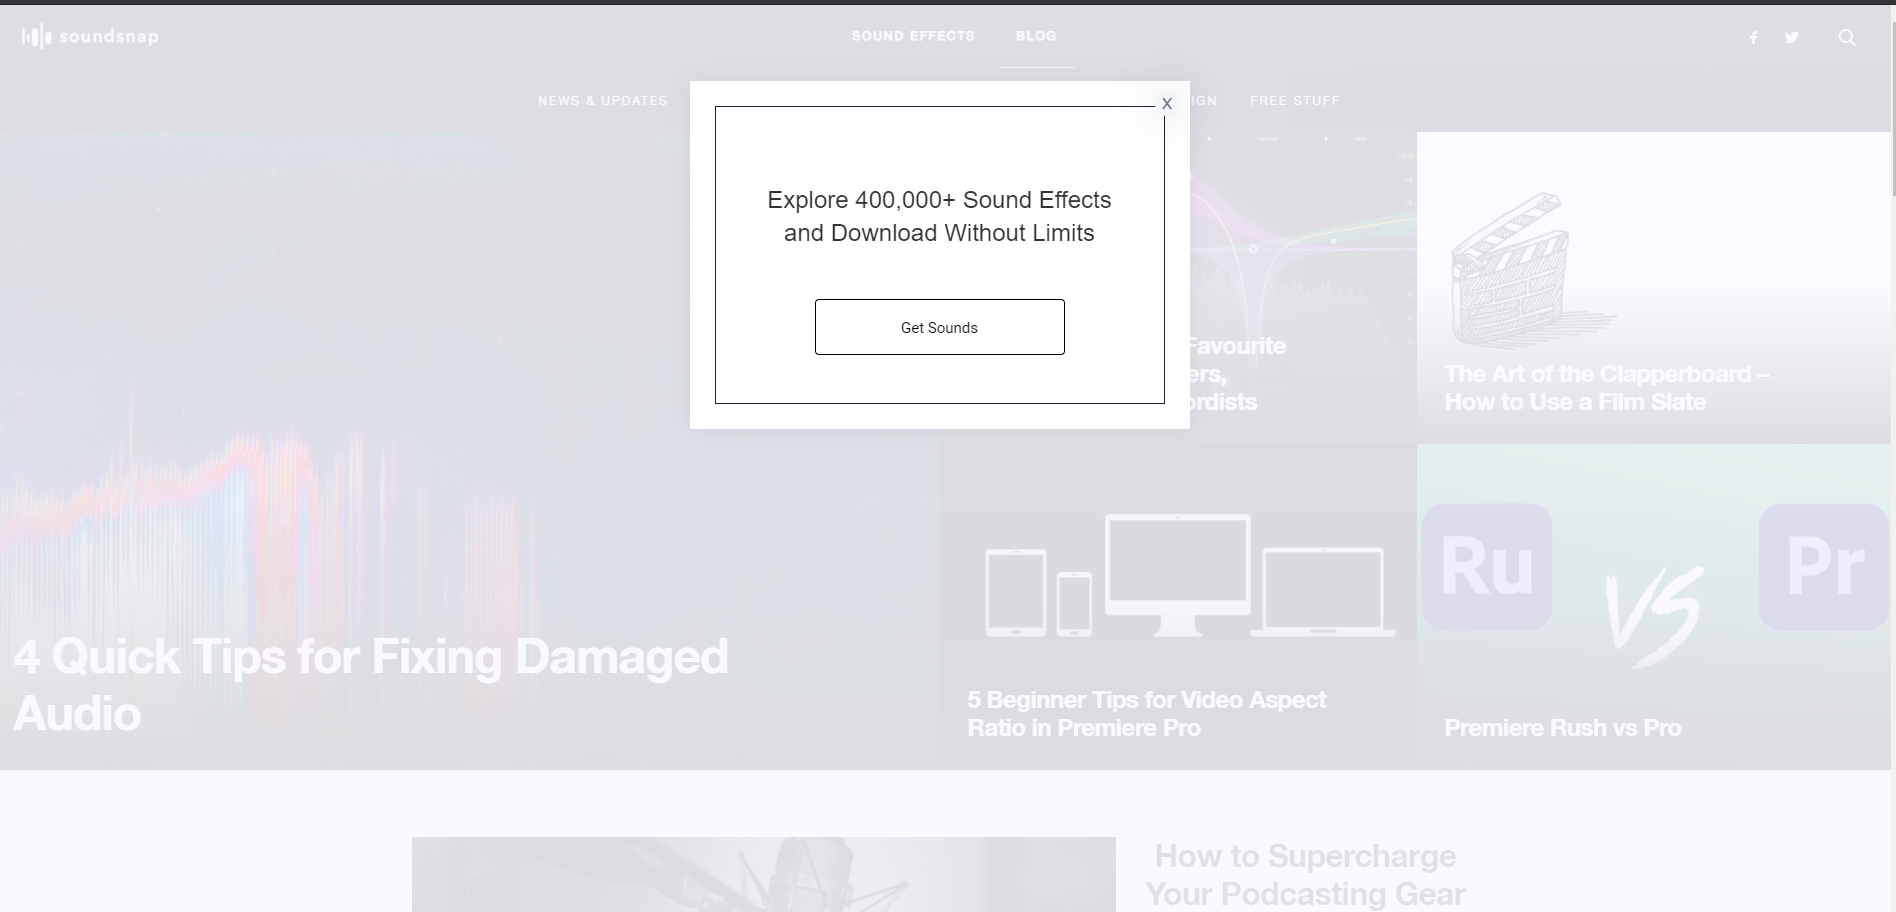 soundsnap
SOUND EFFECTS
BLOG
NEWS & UPDATES
IGN
FREE STUFF
X
Explore 400,000+ Sound Effects
and Download Without Limits
Get Sounds
Favourite
ers,
ordists
The Art of the Clapperboard –
How to Use a Film Slate
4 Quick Tips for Fixing Damaged
Audio
5 Beginner Tips for Video Aspect
Ratio in Premiere Pro
Ru
VS
Pr
Premiere Rush vs Pro
How to Supercharge
Your Podcasting Gear